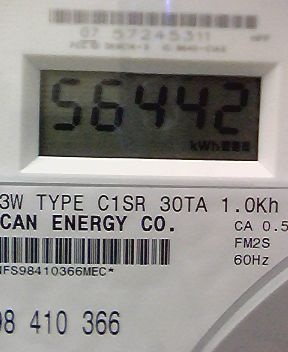 07 57245311
56442
kWh
3W TYPE C1SR 30TA 1.0Kh
CAN ENERGY CO.
CA 0.5
FM2S
60Hz
NFS98410366MEC*
98 410 366